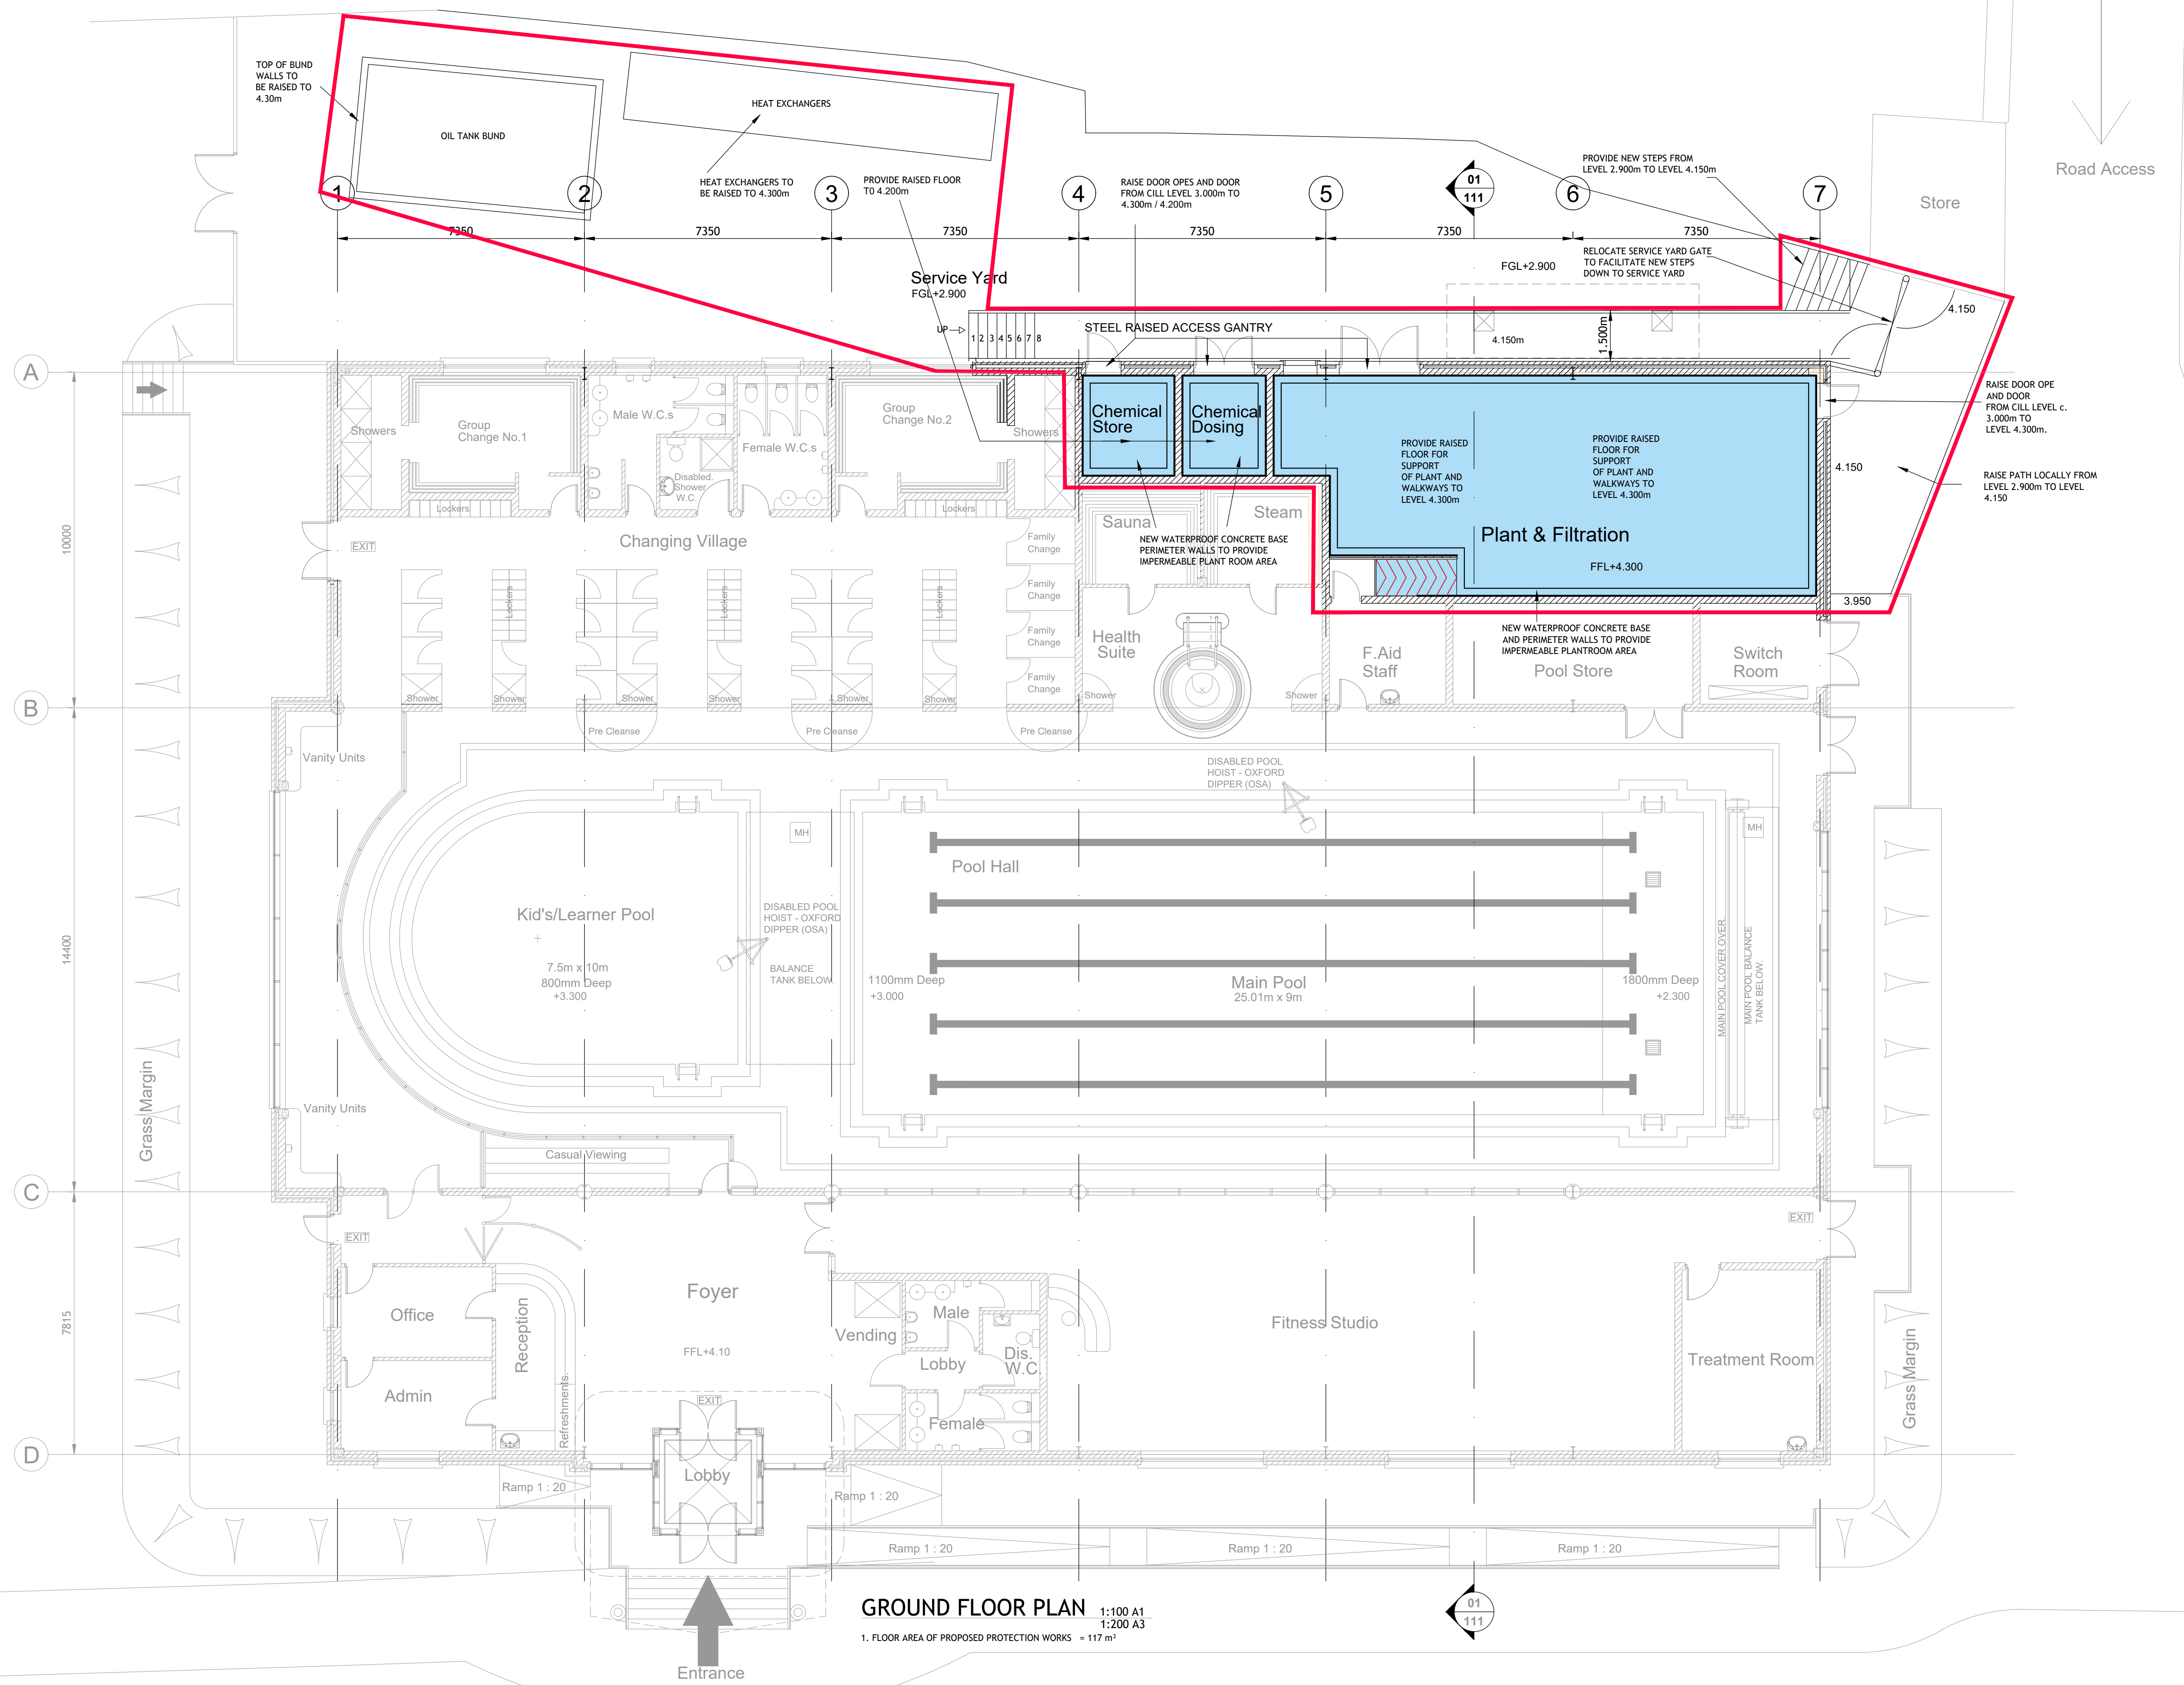 TOP OF BUND
WALLS TO
BE RAISED TO
4.30m
OIL TANK BUND
HEAT EXCHANGERS
HEAT EXCHANGERS TO
BE RAISED TO 4.300m
PROVIDE RAISED FLOOR
TO 4.200m
RAISE DOOR OPES AND DOOR
FROM CILL LEVEL 3.000m TO
4.300m / 4.200m
01
111
PROVIDE NEW STEPS FROM
LEVEL 2.900m TO LEVEL 4.150m
Road Access
Store
1
2
3
4
5
6
7
7350
7350
7350
7350
7350
7350
RELOCATE SERVICE YARD GATE
TO FACILITATE NEW STEPS
DOWN TO SERVICE YARD
FGL+2.900
Service Yard
FGL+2.900
4.150
UP
1 2 3 4 5 6 7 8
STEEL RAISED ACCESS GANTRY
4.150m
1.500m
A
RAISE DOOR OPE
AND DOOR
FROM CILL LEVEL c.
3.000m TO
LEVEL 4.300m.
Showers
Group
Change No.1
Male W.C.s
Disabled
Shower
W.C.
Female W.C.s
Group
Change No.2
Showers
Chemical
Store
Chemical
Dosing
PROVIDE RAISED
FLOOR FOR
SUPPORT
OF PLANT AND
WALKWAYS TO
LEVEL 4.300m
PROVIDE RAISED
FLOOR FOR
SUPPORT
OF PLANT AND
WALKWAYS TO
LEVEL 4.300m
4.150
RAISE PATH LOCALLY FROM
LEVEL 2.900m TO LEVEL
4.150
Lockers
Lockers
Sauna
Steam
10000
EXIT
Changing Village
Family
Change
NEW WATERPROOF CONCRETE BASE
PERIMETER WALLS TO PROVIDE
IMPERMEABLE PLANT ROOM AREA
Plant & Filtration
FFL+4.300
Lockers
Lockers
Lockers
Family
Change
3.950
Family
Change
Health
Suite
1
2
3
NEW WATERPROOF CONCRETE BASE
AND PERIMETER WALLS TO PROVIDE
IMPERMEABLE PLANTROOM AREA
F.Aid
Staff
Pool Store
Switch
Room
Family
Change
Shower
Shower
Shower
Shower
Shower
Shower
Shower
Shower
B
Pre Cleanse
Pre Cleanse
Pre Cleanse
Vanity Units
DISABLED POOL
HOIST - OXFORD
DIPPER (OSA)
MH
MH
Pool Hall
Kid's/Learner Pool
DISABLED POOL
HOIST - OXFORD
DIPPER (OSA)
14400
7.5m x 10m
800mm Deep
+3.300
BALANCE
TANK BELOW.
1100mm Deep
+3.000
Main Pool
25.01m x 9m
1800mm Deep
+2.300
MAIN POOL COVER OVER.
MAIN POOL BALANCE
TANK BELOW.
Grass Margin
Vanity Units
Casual Viewing
C
EXIT
EXIT
Foyer
FFL+4.10
Office
Reception
Admin
Refreshments.
7815
Vending
Male
Lobby
Dis.
W.C.
Female
Fitness Studio
Treatment Room
Grass Margin
EXIT
D
Lobby
Ramp 1 : 20
Ramp 1 : 20
Ramp 1 : 20
Ramp 1 : 20
Ramp 1 : 20
GROUND FLOOR PLAN
1:100 A1
1:200 A3
1. FLOOR AREA OF PROPOSED PROTECTION WORKS = 117 m²
01
111
Entrance